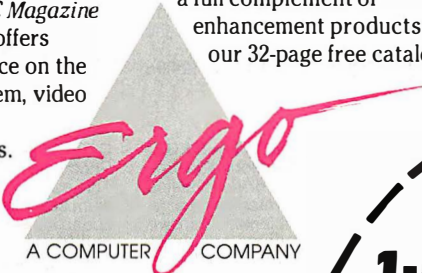 Magazine
offers
ce on the
em, video
s.
a full complement of
enhancement products
our 32-page free catal
Ergo
A COMPUTER COMPANY
1-